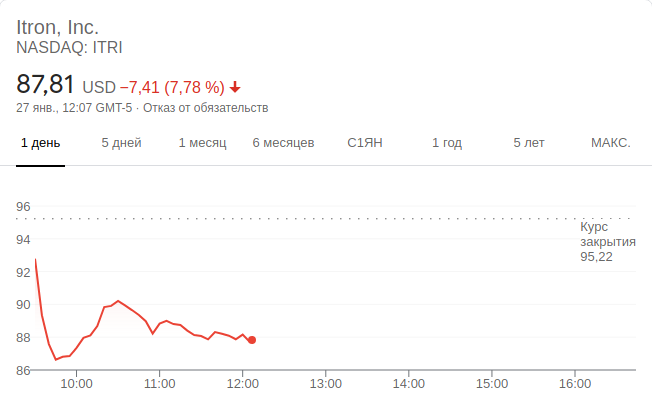 Itron, Inc.
NASDAQ: ITRI
87,81 USD −7,41 (7,78 %)
27 янв., 12:07 GMT-5 · Отказ от обязательств
1 день 5 дней 1 месяц 6 месяцев С1ЯН 1 год 5 лет МАКС.
96
Курс
94 закрытия
95,22
92
90
88
86
10:00 11:00 12:00 13:00 14:00 15:00 16:00